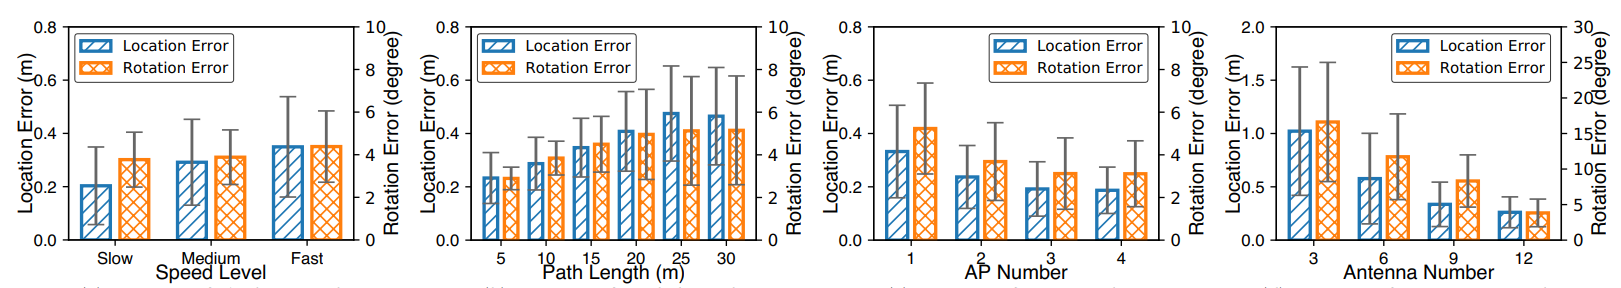 0.8
0.6
0.4
0.2
0.0
Location Error (m)
Location Error
Rotation Error
10
8
6
4
2
0
Rotation Error (degree)
Slow Medium Fast
Speed Level
0.8
0.6
0.4
0.2
0.0
Location Error (m)
Location Error
Rotation Error
10
8
6
4
2
0
Rotation Error (degree)
5 10 15 20 25 30
Path Length (m)
0.8
0.6
0.4
0.2
0.0
Location Error (m)
Location Error
Rotation Error
10
8
6
4
2
0
Rotation Error (degree)
1 2 3 4
AP Number
2.0
1.5
1.0
0.5
0.0
Location Error (m)
Location Error
Rotation Error
30
25
20
15
10
5
0
Rotation Error (degree)
3 6 9 12
Antenna Number